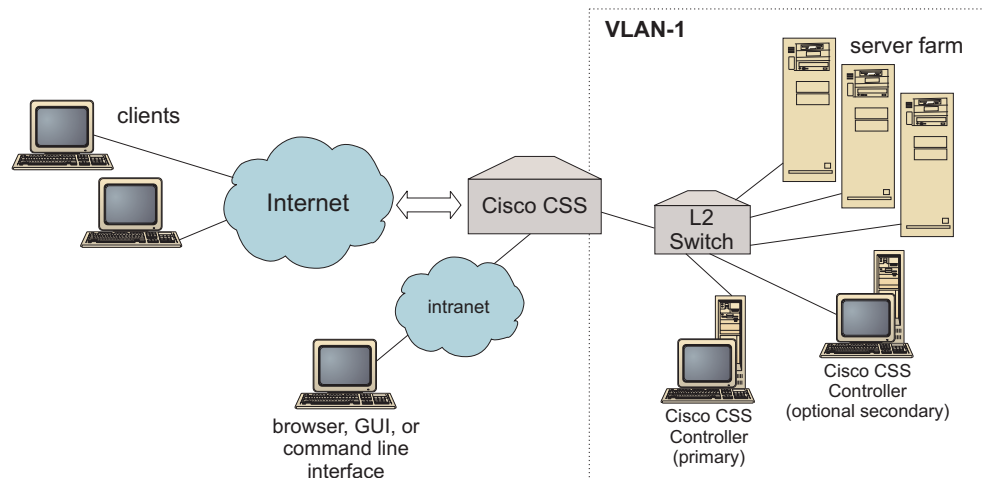 VLAN-1
server farm
clients
Internet
Cisco CSS
L2
Switch
intranet
browser, GUI, or
command line
interface
Cisco CSS
Controller
(primary)
Cisco CSS
Controller
(optional secondary)